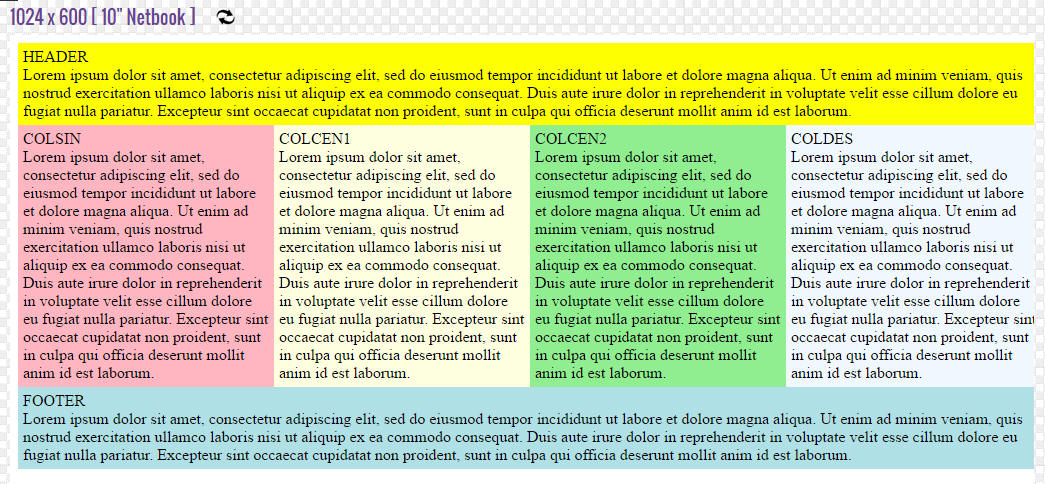 1024 x 600 [ 10" Netbook ]
HEADER
Lorem ipsum dolor sit amet, consectetur adipiscing elit, sed do eiusmod tempor incididunt ut labore et dolore magna aliqua. Ut enim ad minim veniam, quis
nostrud exercitation ullamco laboris nisi ut aliquip ex ea commodo consequat. Duis aute irure dolor in reprehenderit in voluptate velit esse cillum dolore eu
fugiat nulla pariatur. Excepteur sint occaecat cupidatat non proident, sunt in culpa qui officia deserunt mollit anim id est laborum.
COLSIN
Lorem ipsum dolor sit amet,
consectetur adipiscing elit, sed do
eiusmod tempor incididunt ut labore
et dolore magna aliqua. Ut enim ad
minim veniam, quis nostrud
exercitation ullamco laboris nisi ut
aliquip ex ea commodo consequat.
Duis aute irure dolor in reprehenderit
in voluptate velit esse cillum dolore
eu fugiat nulla pariatur. Excepteur sint
occaecat cupidatat non proident, sunt
in culpa qui officia deserunt mollit
anim id est laborum.
COLCEN1
Lorem ipsum dolor sit amet,
consectetur adipiscing elit, sed do
eiusmod tempor incididunt ut labore
et dolore magna aliqua. Ut enim ad
minim veniam, quis nostrud
exercitation ullamco laboris nisi ut
aliquip ex ea commodo consequat.
Duis aute irure dolor in reprehenderit
in voluptate velit esse cillum dolore
eu fugiat nulla pariatur. Excepteur sint
occaecat cupidatat non proident, sunt
in culpa qui officia deserunt mollit
anim id est laborum.
COLCEN2
Lorem ipsum dolor sit amet,
consectetur adipiscing elit, sed do
eiusmod tempor incididunt ut labore
et dolore magna aliqua. Ut enim ad
minim veniam, quis nostrud
exercitation ullamco laboris nisi ut
aliquip ex ea commodo consequat.
Duis aute irure dolor in reprehenderit
in voluptate velit esse cillum dolore
eu fugiat nulla pariatur. Excepteur sint
occaecat cupidatat non proident, sunt
in culpa qui officia deserunt mollit
anim id est laborum.
COLDES
Lorem ipsum dolor sit amet,
consectetur adipiscing elit, sed do
eiusmod tempor incididunt ut labore
et dolore magna aliqua. Ut enim ad
minim veniam, quis nostrud
exercitation ullamco laboris nisi ut
aliquip ex ea commodo consequat.
Duis aute irure dolor in reprehenderit
in voluptate velit esse cillum dolore
eu fugiat nulla pariatur. Excepteur sint
occaecat cupidatat non proident, sunt
in culpa qui officia deserunt mollit
anim id est laborum.
FOOTER
Lorem ipsum dolor sit amet, consectetur adipiscing elit, sed do eiusmod tempor incididunt ut labore et dolore magna aliqua. Ut enim ad minim veniam, quis
nostrud exercitation ullamco laboris nisi ut aliquip ex ea commodo consequat. Duis aute irure dolor in reprehenderit in voluptate velit esse cillum dolore eu
fugiat nulla pariatur. Excepteur sint occaecat cupidatat non proident, sunt in culpa qui officia deserunt mollit anim id est laborum.